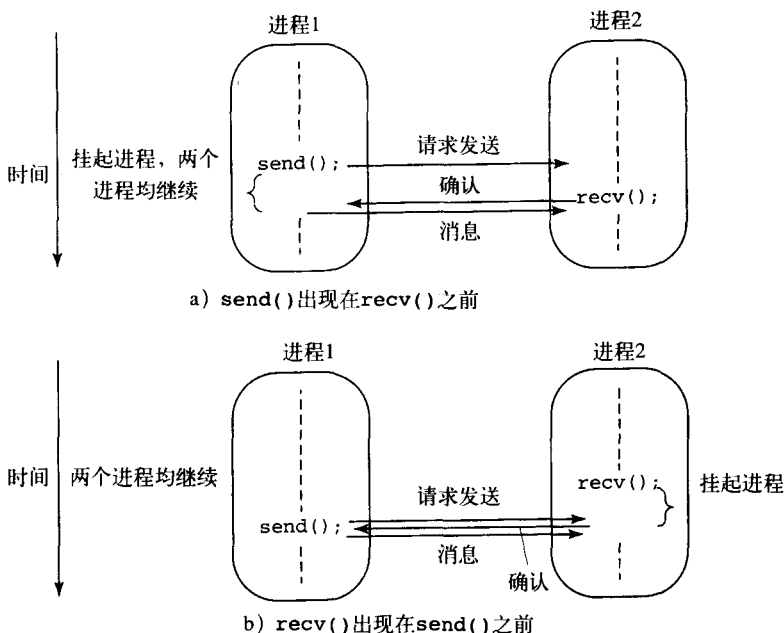 进程1
进程2
时间
挂起进程，两个
进程均继续
send();
请求发送
确认
recv();
消息
a) send()出现在recv()之前
进程1
进程2
时间
两个进程均继续
recv();
挂起进程
请求发送
send();
消息
确认
b) recv()出现在send()之前